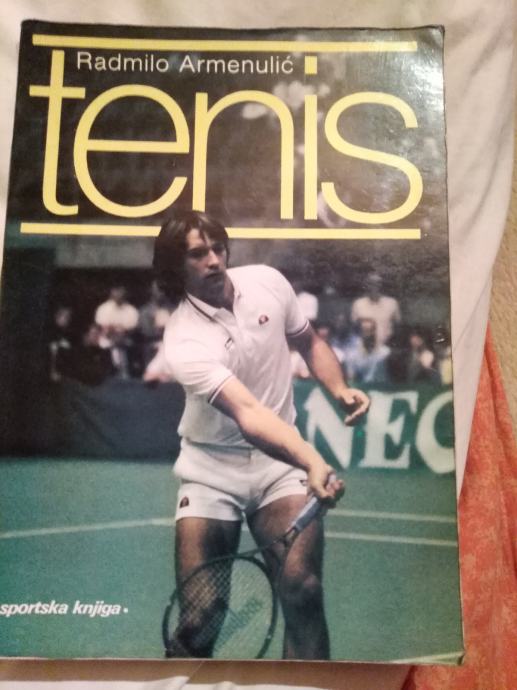 Radmilo Armenulić
tenis
NEC
sportska knjiga.